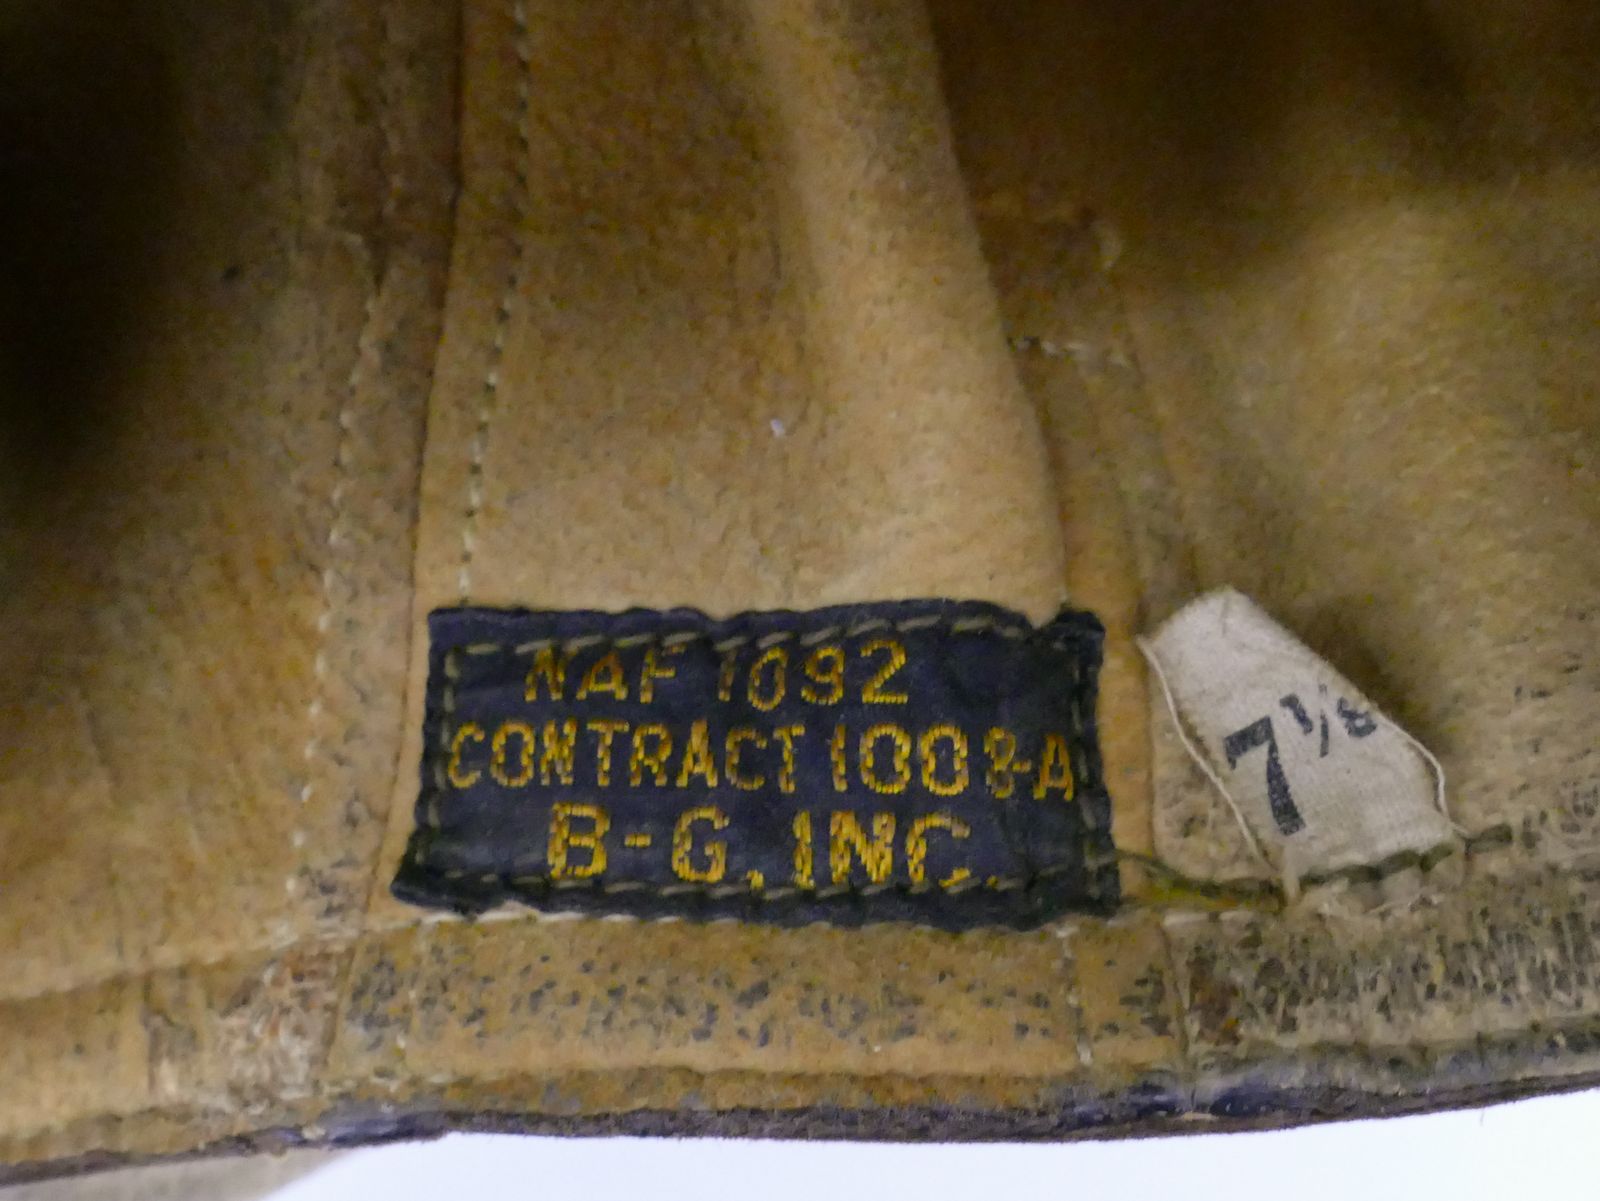 NAF 1092
CONTRACT 1008-A
B-G, INC.
7 1/8